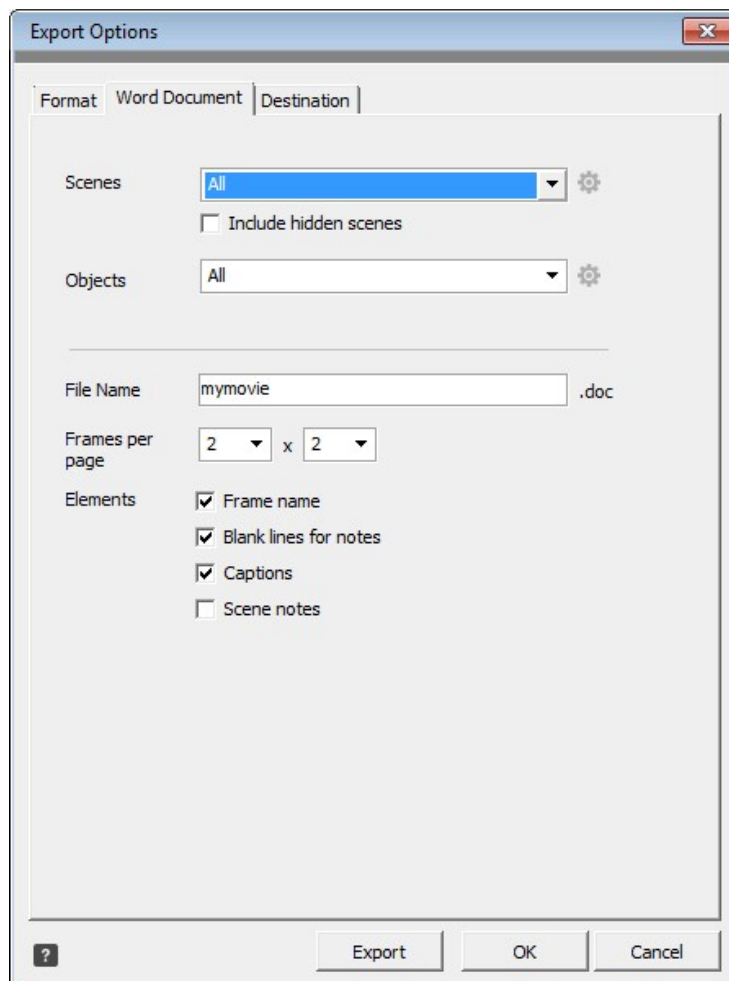 Export Options
Format Word Document Destination
Scenes All
Include hidden scenes
Objects All
File Name mymovie .doc
Frames per
page
2 x 2
Elements Frame name
Blank lines for notes
Captions
Scene notes
? Export OK Cancel